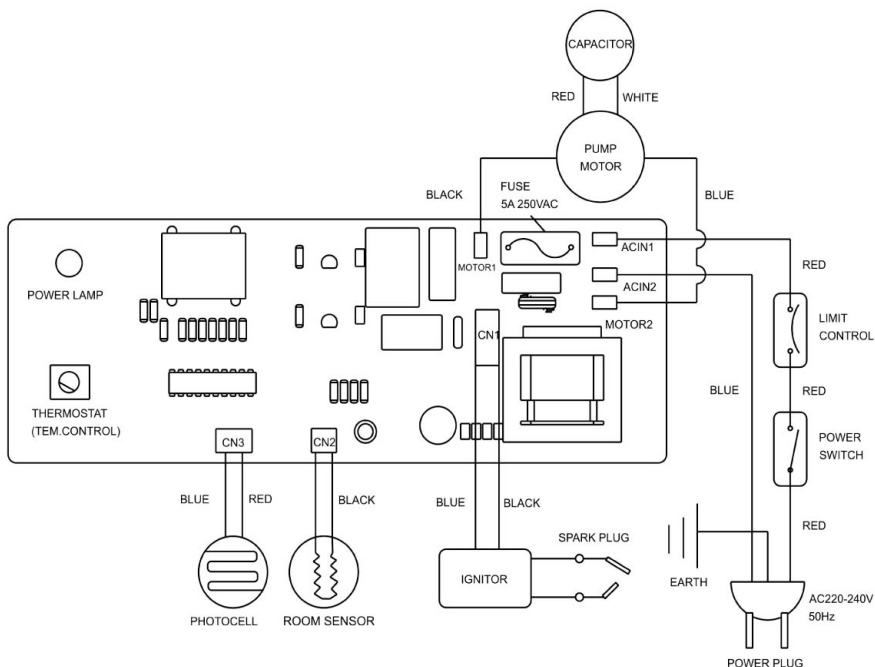 CAPACITOR
RED
WHITE
PUMP
MOTOR
BLACK
FUSE
5A 250VAC
BLUE
MOTOR1
ACIN1
RED
POWER LAMP
ACIN2
LIMIT
CONTROL
CN1
MOTOR2
BLUE
RED
THERMOSTAT
(TEM.CONTROL)
CN3
CN2
POWER
SWITCH
BLUE
RED
BLACK
BLUE
BLACK
RED
SPARK PLUG
IGNITOR
EARTH
AC220-240V
50Hz
PHOTOCELL
ROOM SENSOR
POWER PLUG